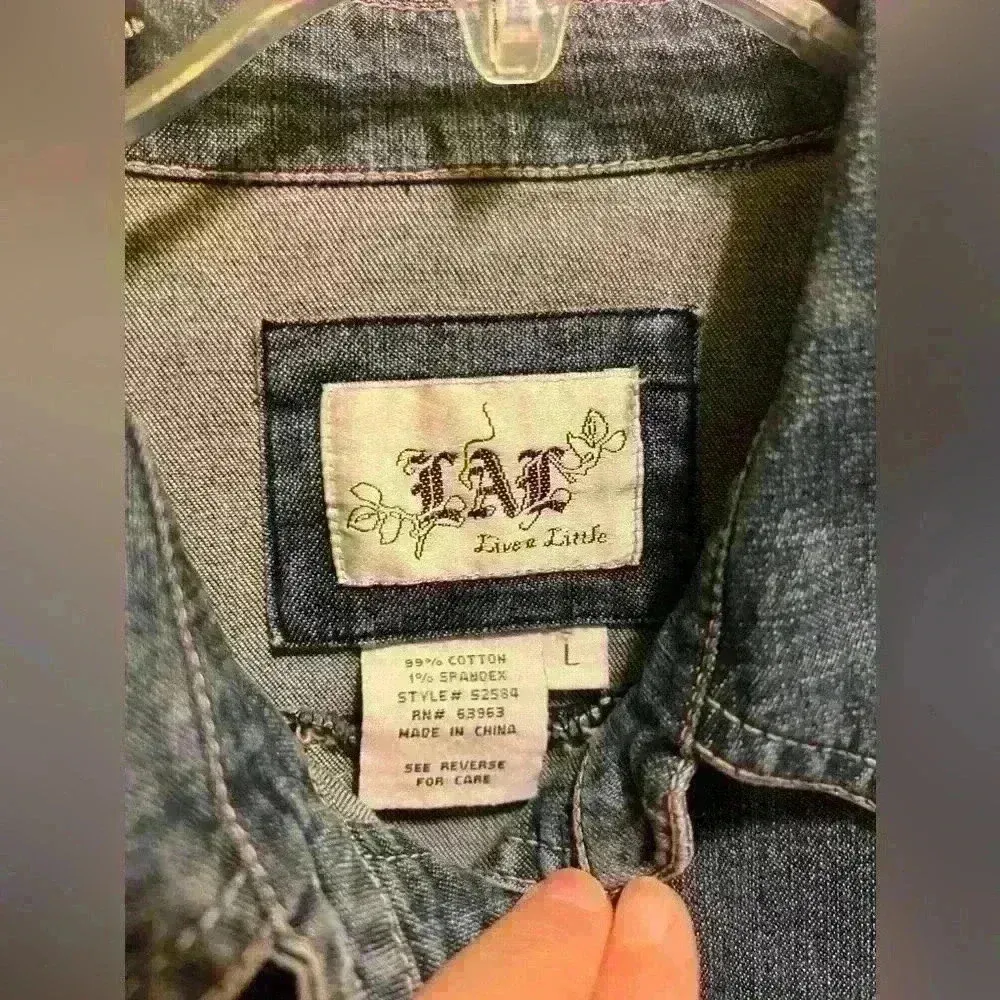 LAL
Live a Little
L
99% COTTON
1% SPANDEX
STYLE# 52584
RN# 63963
MADE IN CHINA
SEE REVERSE
FOR CARE